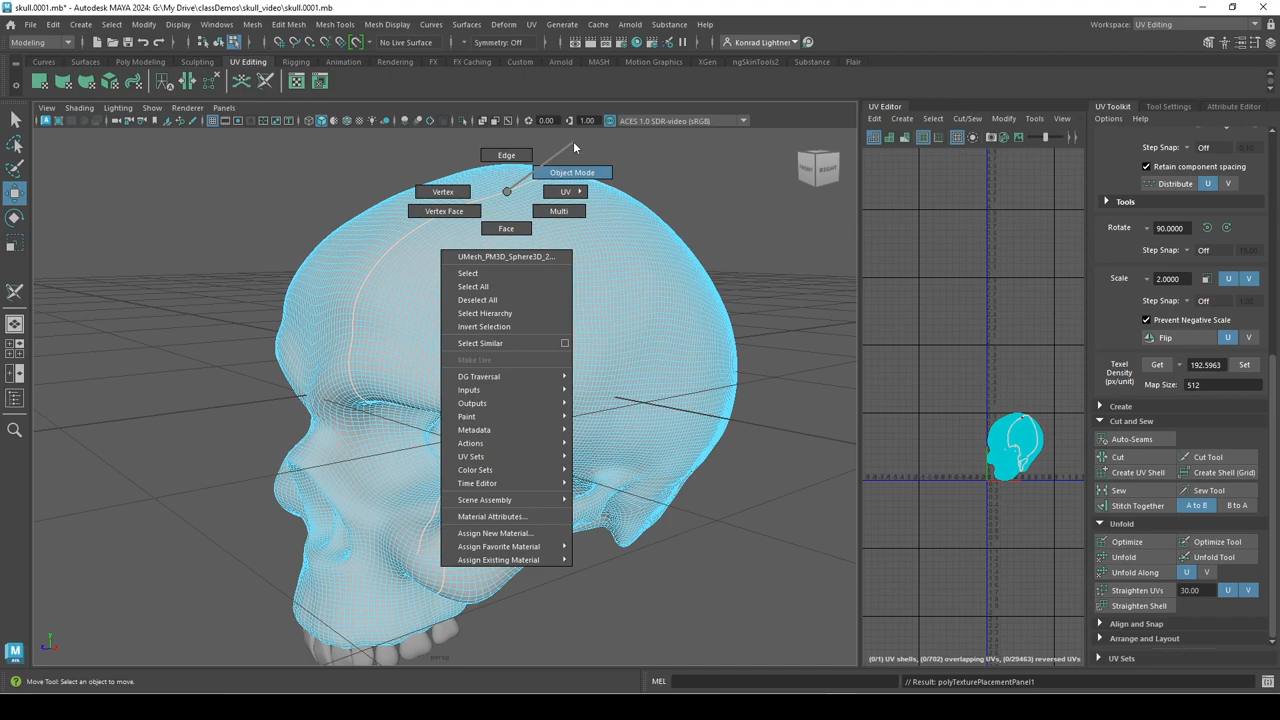 skull.0001.mb* - Autodesk MAYA 2024: G:\My Drive\classDemos\skull_video\skull.0001.mb
File Edit Create Select Modify Display Windows Mesh Edit Mesh Mesh Tools Mesh Display Curves Surfaces Deform UV Generate Cache Arnold Substance Help
Workspace: UV Editing
Modeling No Live Surface Symmetry: Off Konrad Lightner
Curves Surfaces Poly Modeling Sculpting UV Editing Rigging Animation Rendering FX FX Caching Custom Arnold MASH Motion Graphics XGen ngSkinTools2 Substance Flair
View Shading Lighting Show Renderer Panels
0.00 1.00 ACES 1.0 SDR-video (sRGB)
FRONT RIGHT
Edge
Object Mode
Vertex
UV
Vertex Face
Multi
Face
UMesh_PM3D_Sphere3D_2...
Select
Select All
Deselect All
Select Hierarchy
Invert Selection
Select Similar
Make Live
DG Traversal
Inputs
Outputs
Paint
Metadata
Actions
UV Sets
Color Sets
Time Editor
Scene Assembly
Material Attributes...
Assign New Material...
Assign Favorite Material
Assign Existing Material
persp
UV Editor
Edit Create Select Cut/Sew Modify Tools View
(0/1) UV shells, (0/702) overlapping UVs, (0/29463) reversed UVs
UV Toolkit Tool Settings Attribute Editor
Options Help
Step Snap: Off 0.10
Retain component spacing
Distribute U V
Tools
Rotate 90.0000
Step Snap: Off 15.00
Scale 2.0000 U V
Step Snap: Off 1.00
Prevent Negative Scale
Flip U V
Texel
Density
(px/unit)
Get 192.5963 Set
Map Size: 512
Create
Cut and Sew
Auto-Seams
Cut Cut Tool
Create UV Shell Create Shell (Grid)
Sew Sew Tool
Stitch Together A to B B to A
Unfold
Optimize Optimize Tool
Unfold Unfold Tool
Unfold Along U V
Straighten UVs 30.00 U V
Straighten Shell
Align and Snap
Arrange and Layout
UV Sets
Move Tool: Select an object to move.
MEL
// Result: polyTexturePlacementPanel1